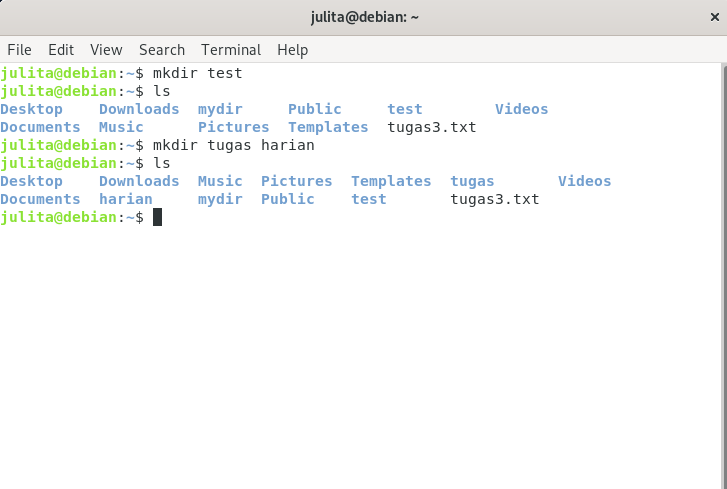 julita@debian: ~
File Edit View Search Terminal Help
julita@debian:~$ mkdir test
julita@debian:~$ ls
Desktop    Downloads  mydir     Public     test        Videos
Documents  Music      Pictures  Templates  tugas3.txt
julita@debian:~$ mkdir tugas harian
julita@debian:~$ ls
Desktop    Downloads  Music  Pictures  Templates  tugas       Videos
Documents  harian     mydir  Public    test       tugas3.txt
julita@debian:~$